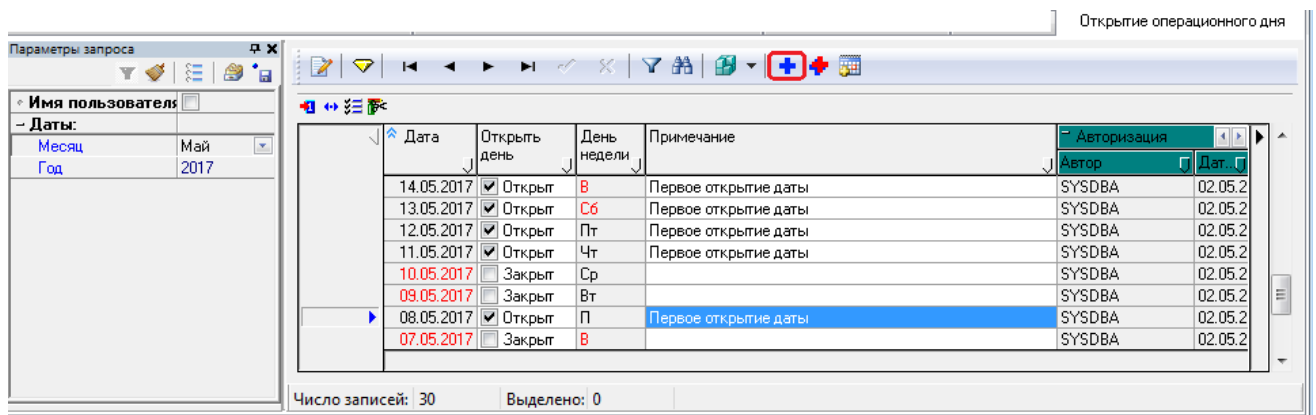 Открытие операционного дня
Параметры запроса
Имя пользователя
Даты:
Месяц Май
Год 2017
Дата Открыть день День недели Примечание Авторизация
Автор Дат..
14.05.2017 Открыт В Первое открытие даты SYSDBA 02.05.2
13.05.2017 Открыт Сб Первое открытие даты SYSDBA 02.05.2
12.05.2017 Открыт Пт Первое открытие даты SYSDBA 02.05.2
11.05.2017 Открыт Чт Первое открытие даты SYSDBA 02.05.2
10.05.2017 Закрыт Ср SYSDBA 02.05.2
09.05.2017 Закрыт Вт SYSDBA 02.05.2
08.05.2017 Открыт П Первое открытие даты SYSDBA 02.05.2
07.05.2017 Закрыт В SYSDBA 02.05.2
Число записей: 30 Выделено: 0